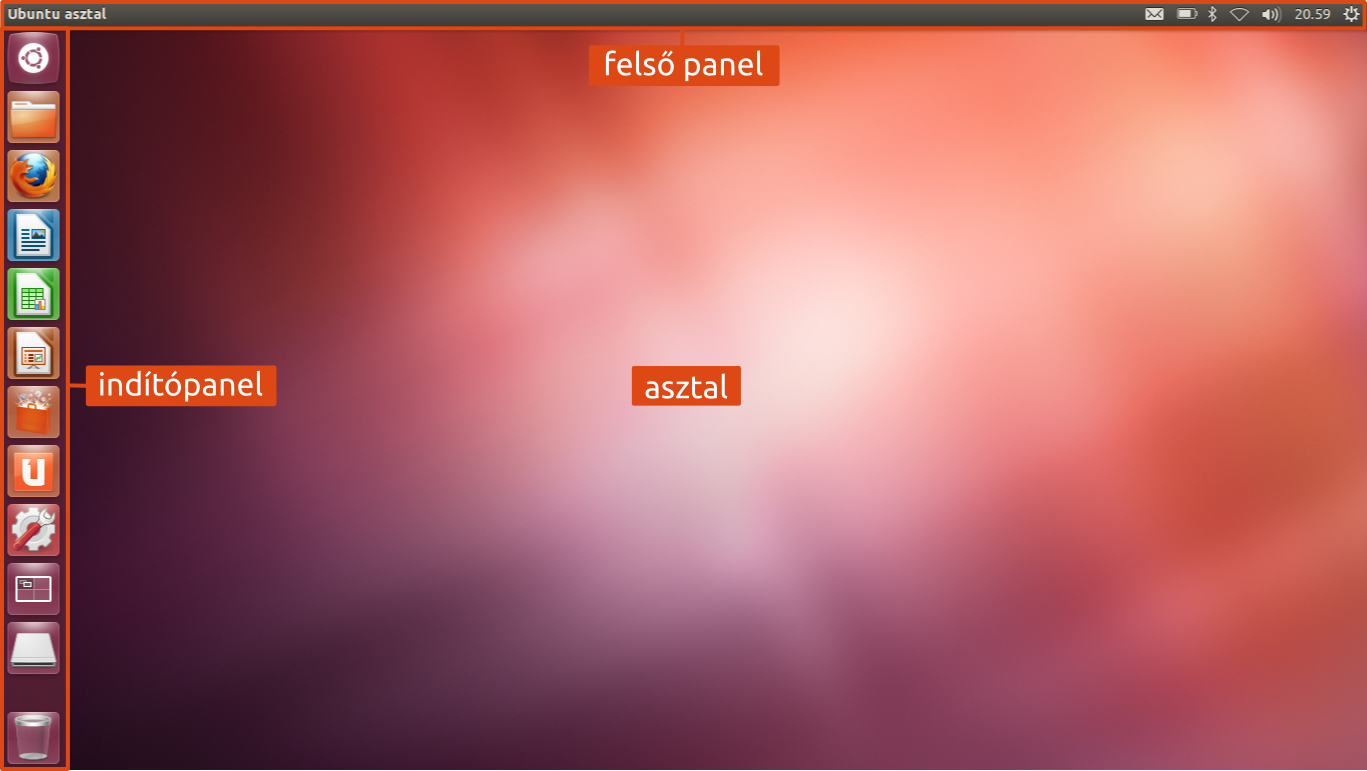 Ubuntu asztal
20.59
felső panel
indítópanel
asztal